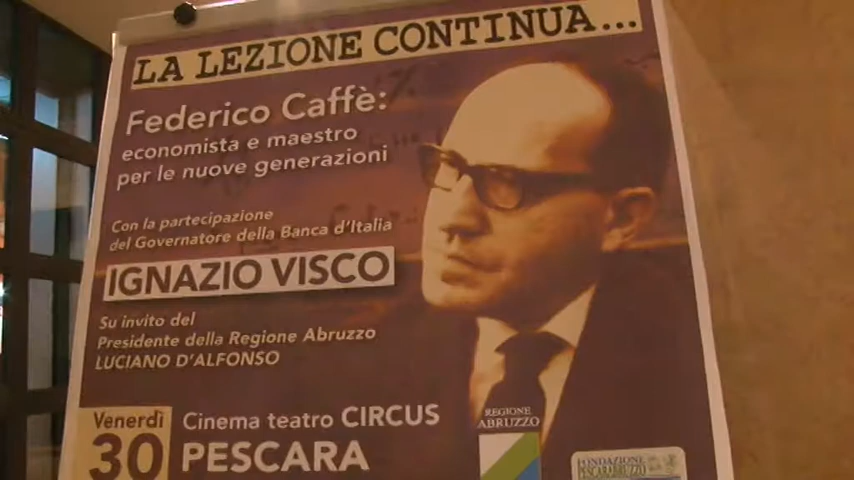 LA LEZIONE CONTINUA...
Federico Caffè:
economista e maestro
per le nuove generazioni
Con la partecipazione
del Governatore della Banca d'Italia
IGNAZIO VISCO
Su invito del
Presidente della Regione Abruzzo
LUCIANO D'ALFONSO
Venerdì
30
Cinema teatro CIRCUS
PESCARA
REGIONE
ABRUZZO
FONDAZIONE
PESCARABRUZZO